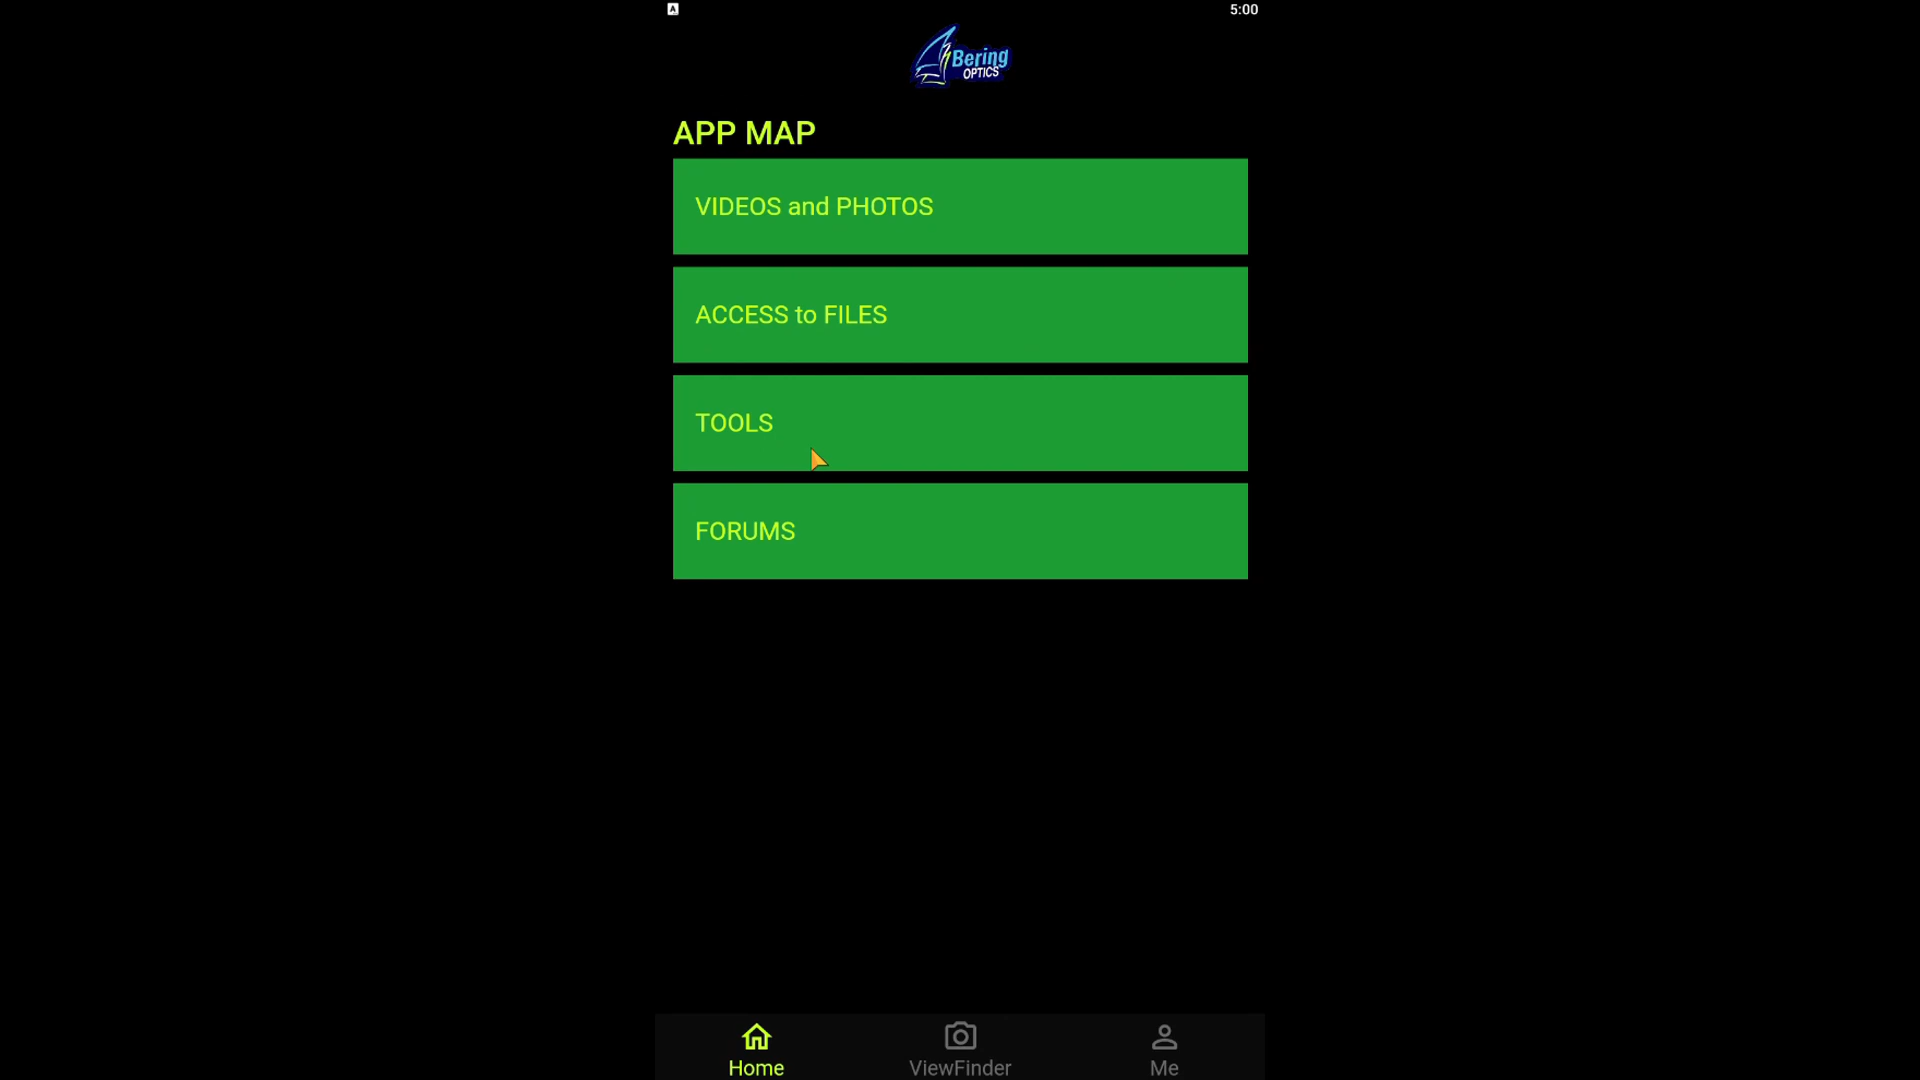 A
5:00
Bering
OPTICS
APP MAP
VIDEOS and PHOTOS
ACCESS to FILES
TOOLS
FORUMS
Home
ViewFinder
Me